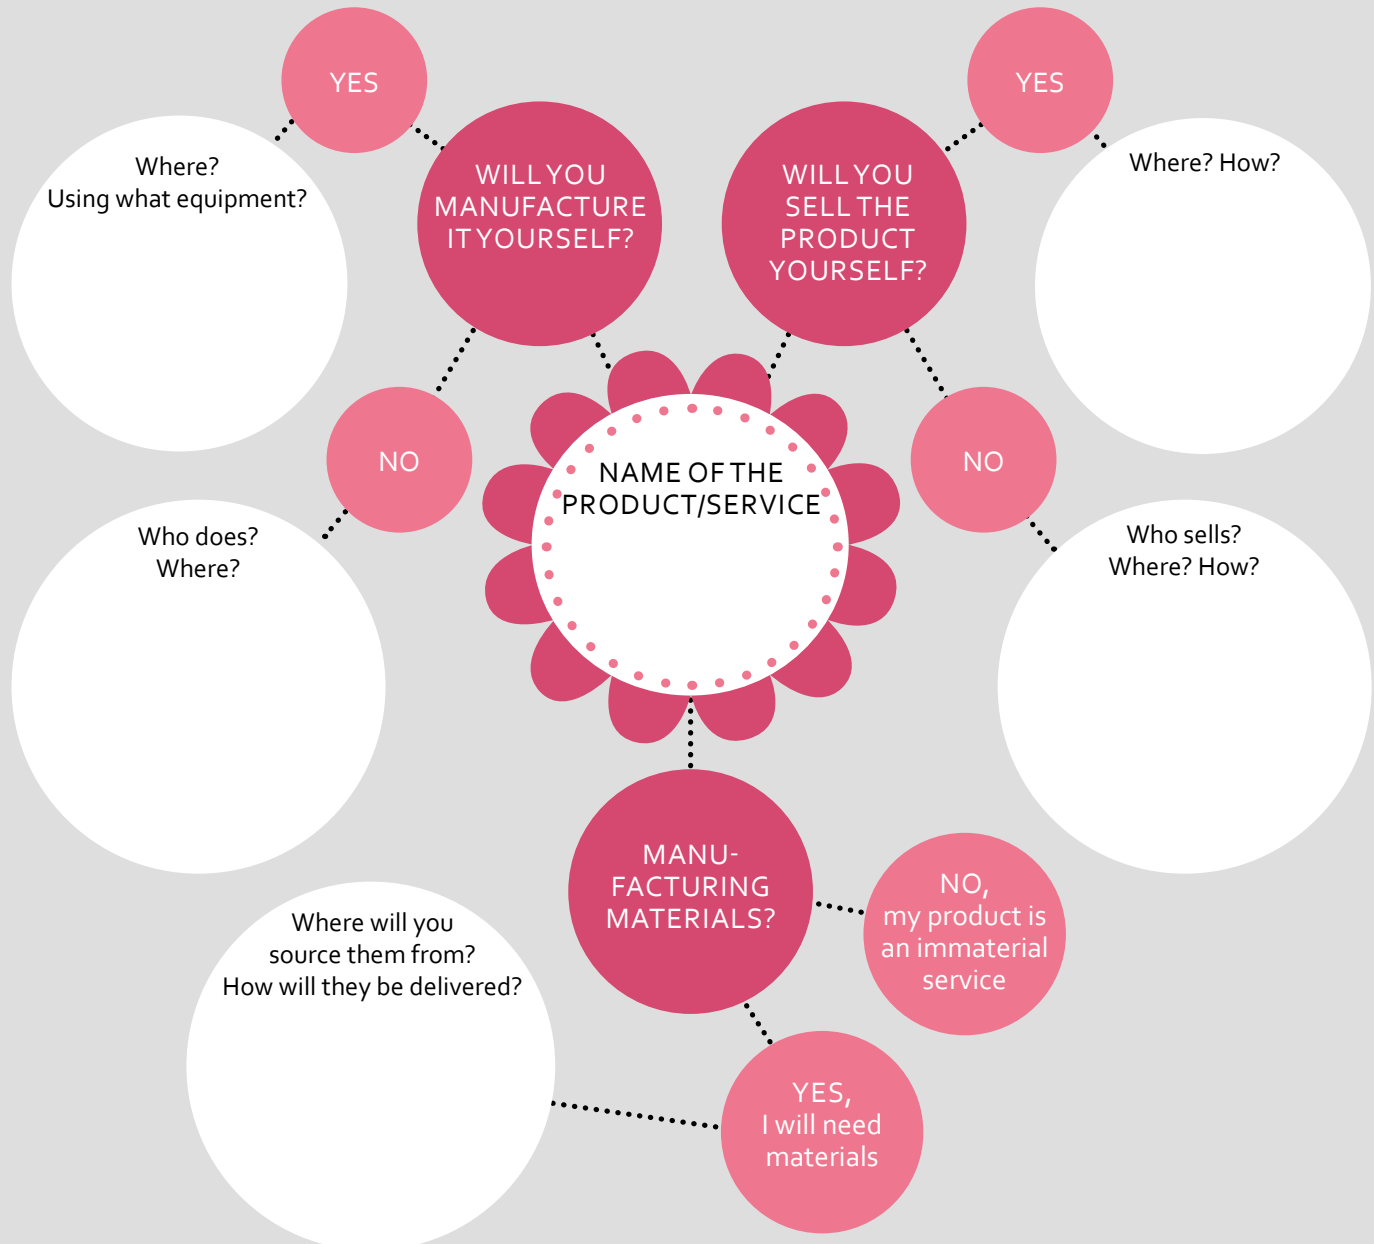 YES
WILL YOU
MANUFACTURE
IT YOURSELF?
Where?
Using what equipment?
NO
Who does?
Where?
YES
WILL YOU
SELL THE
PRODUCT
YOURSELF?
Where? How?
NO
Who sells?
Where? How?
NAME OF THE
PRODUCT/SERVICE
MANU-
FACTURING
MATERIALS?
NO,
my product is
an immaterial
service
YES,
I will need
materials
Where will you
source them from?
How will they be delivered?